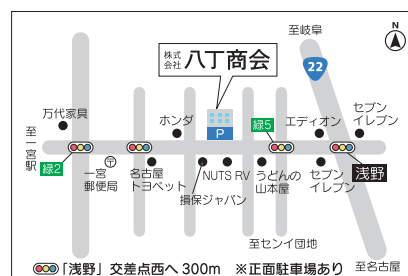 N
至岐阜
株式
会社
八丁商会
22
万代家具
ホンダ
P
緑5
エディオン
セブン
イレブン
至一宮駅
緑2
一宮
郵便局
名古屋
トヨペット
NUTS RV
損保ジャパン
うどんの
山本屋
セブン
イレブン
浅野
至センイ団地
至名古屋
「浅野」交差点西へ300m ※正面駐車場あり